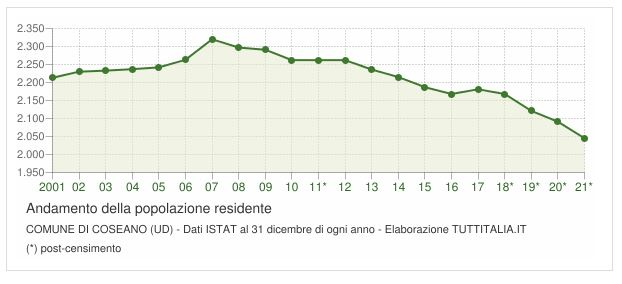 2.350
2.300
2.250
2.200
2.150
2.100
2.050
2.000
1.950
2001 02 03 04 05 06 07 08 09 10 11* 12 13 14 15 16 17 18* 19* 20* 21*
Andamento della popolazione residente
COMUNE DI COSEANO (UD) - Dati ISTAT al 31 dicembre di ogni anno - Elaborazione TUTTITALIA.IT
(*) post-censimento